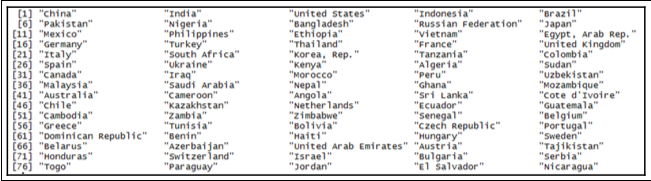 [1] "China" "India" "United States" "Indonesia" "Brazil"
[6] "Pakistan" "Nigeria" "Bangladesh" "Russian Federation" "Japan"
[11] "Mexico" "Philippines" "Ethiopia" "Vietnam" "Egypt, Arab Rep."
[16] "Germany" "Turkey" "Thailand" "France" "United Kingdom"
[21] "Italy" "South Africa" "Korea, Rep." "Tanzania" "Colombia"
[26] "Spain" "Ukraine" "Kenya" "Algeria" "Sudan"
[31] "Canada" "Iraq" "Morocco" "Peru" "Uzbekistan"
[36] "Malaysia" "Saudi Arabia" "Nepal" "Ghana" "Mozambique"
[41] "Australia" "Cameroon" "Angola" "Sri Lanka" "Cote d'Ivoire"
[46] "Chile" "Kazakhstan" "Netherlands" "Ecuador" "Guatemala"
[51] "Cambodia" "Zambia" "Zimbabwe" "Senegal" "Belgium"
[56] "Greece" "Tunisia" "Bolivia" "Czech Republic" "Portugal"
[61] "Dominican Republic" "Benin" "Haiti" "Hungary" "Sweden"
[66] "Belarus" "Azerbaijan" "United Arab Emirates" "Austria" "Tajikistan"
[71] "Honduras" "Switzerland" "Israel" "Bulgaria" "Serbia"
[76] "Togo" "Paraguay" "Jordan" "El Salvador" "Nicaragua"